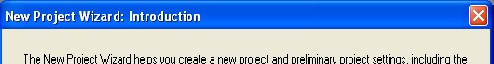 New Project Wizard: Introduction
The New Project Wizard helps you create a new project and preliminary project settings, including the